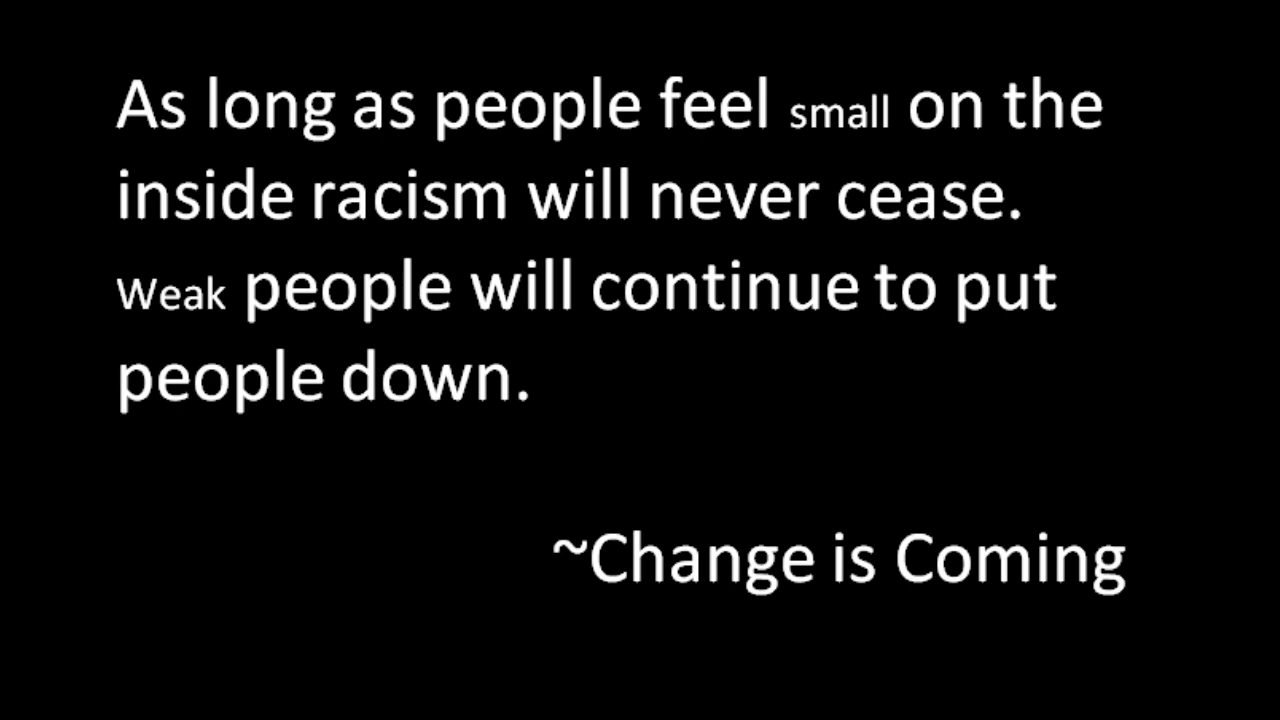 As long as people feel small on the
inside racism will never cease.
Weak people will continue to put
people down.
~Change is Coming